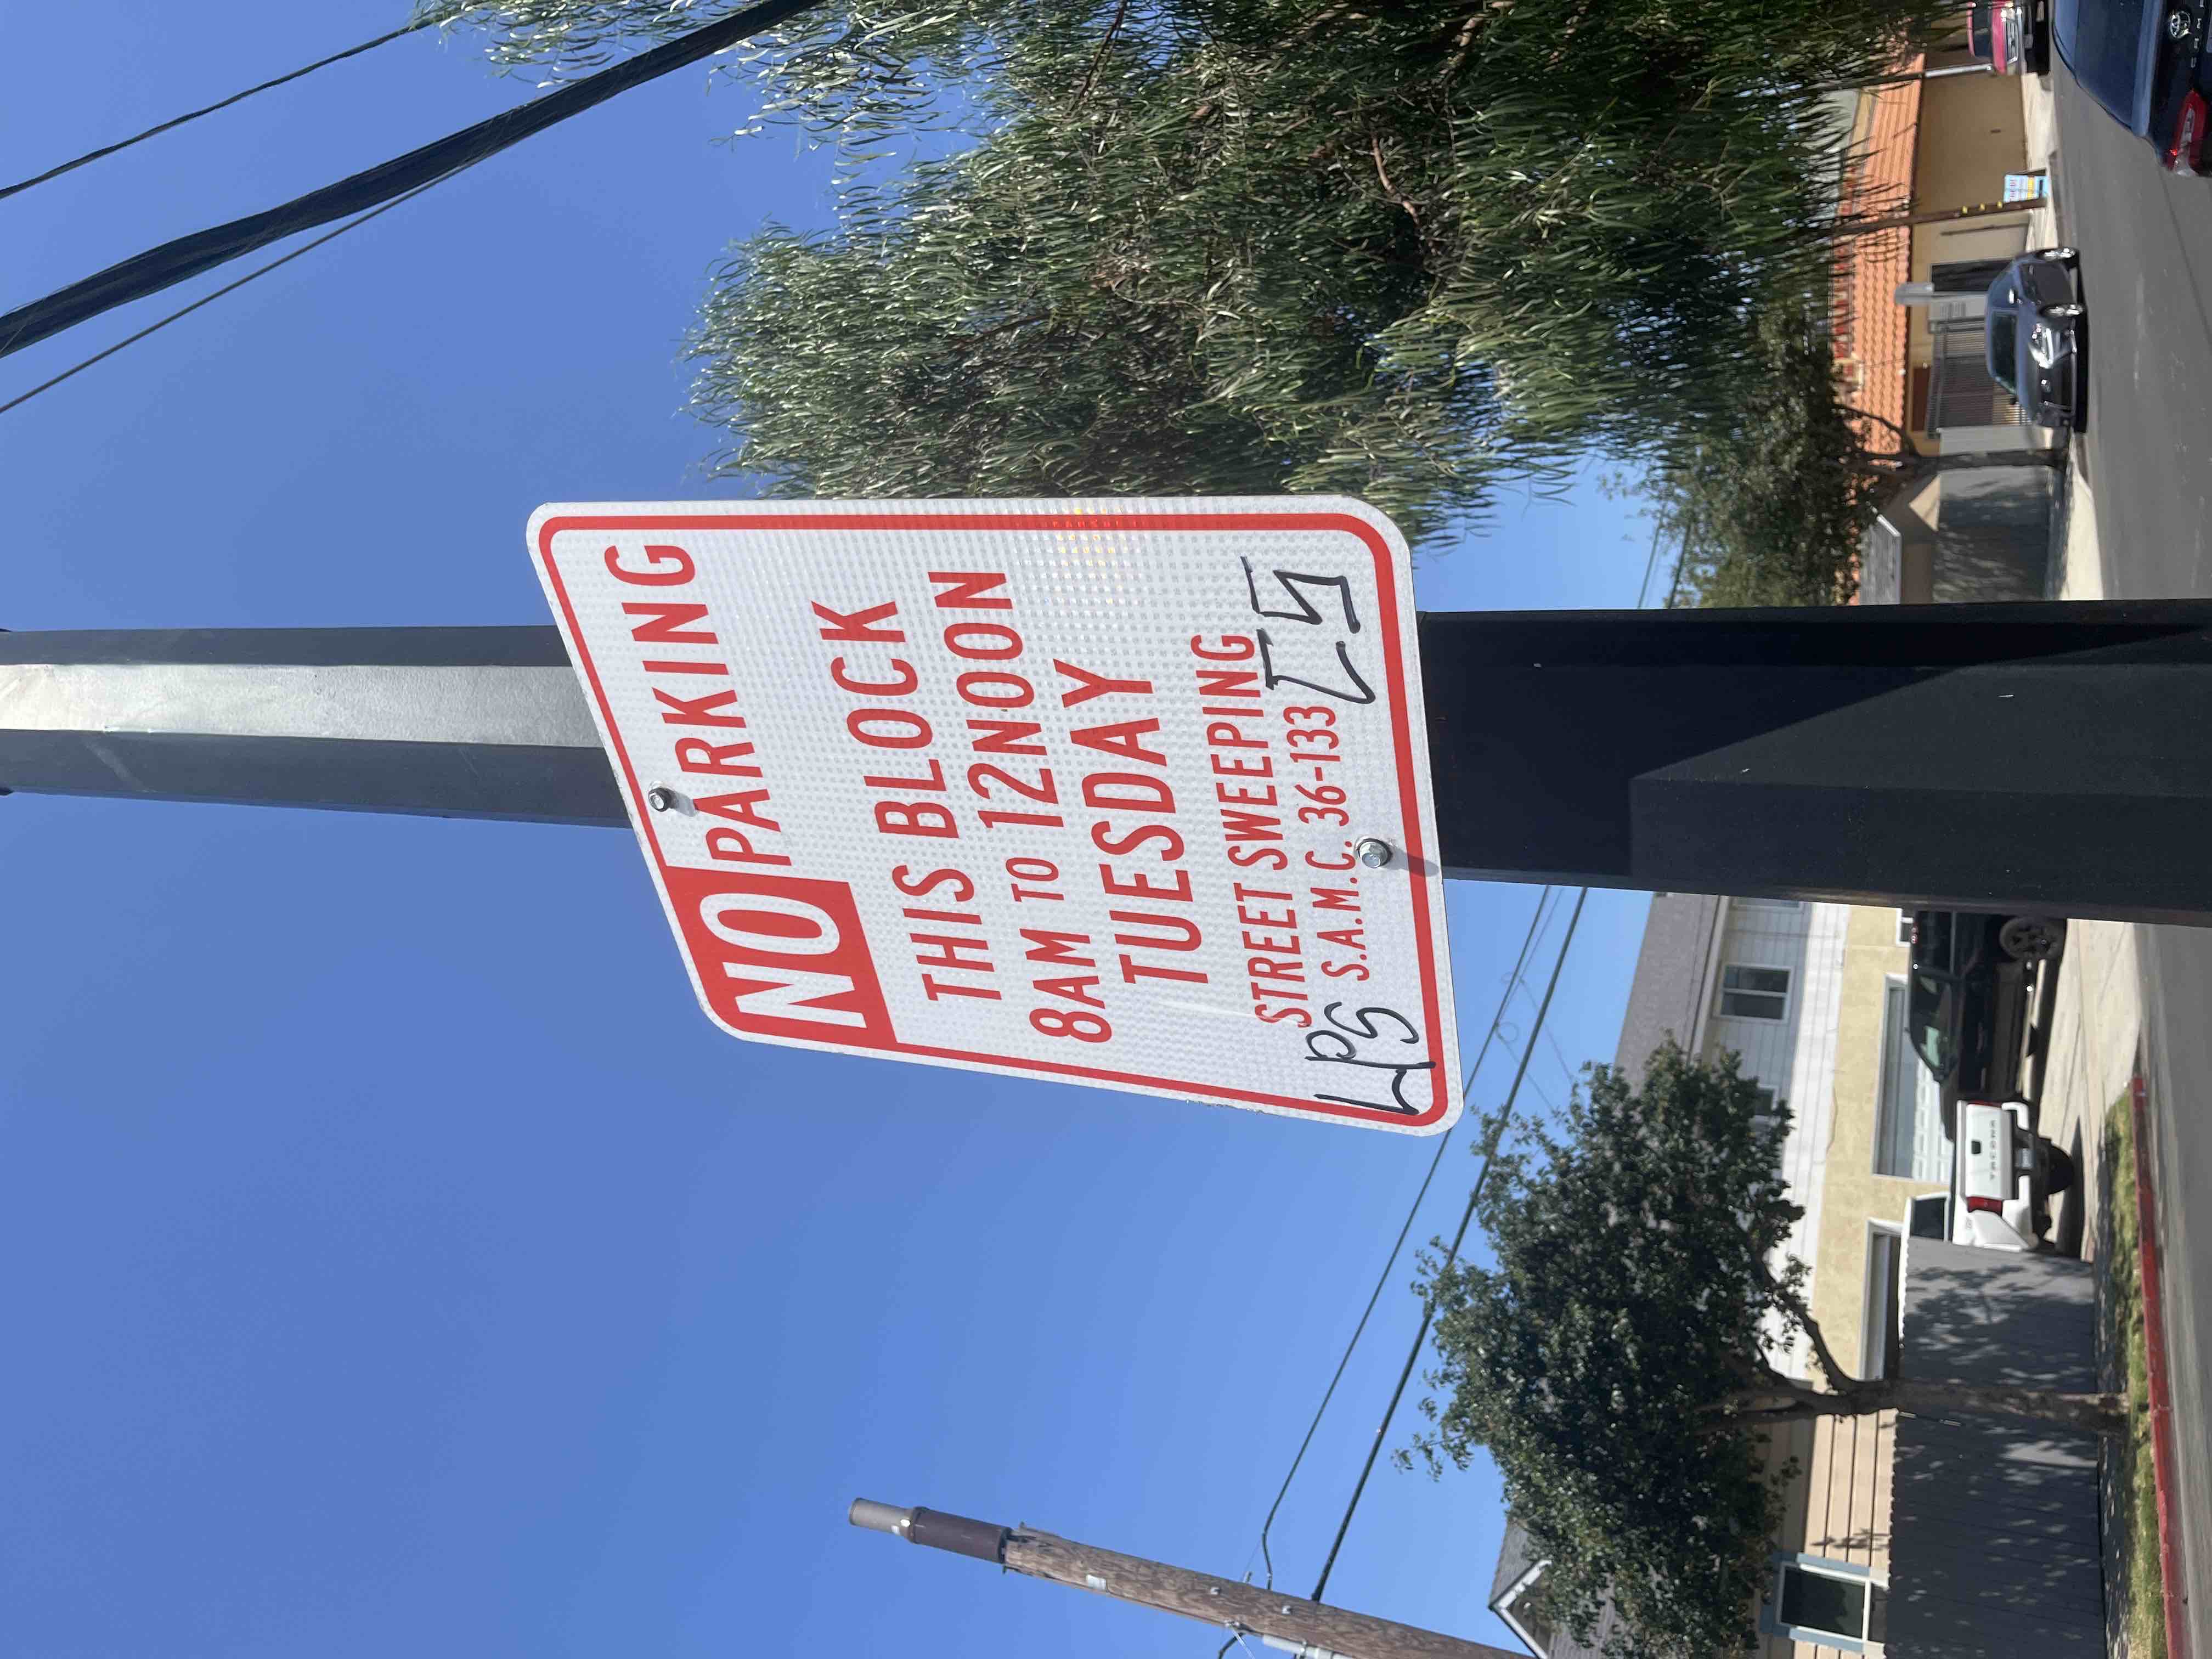 NO PARKING
THIS BLOCK
8AM TO 12NOON
TUESDAY
STREET SWEEPING
S.A.M.C. 36-133